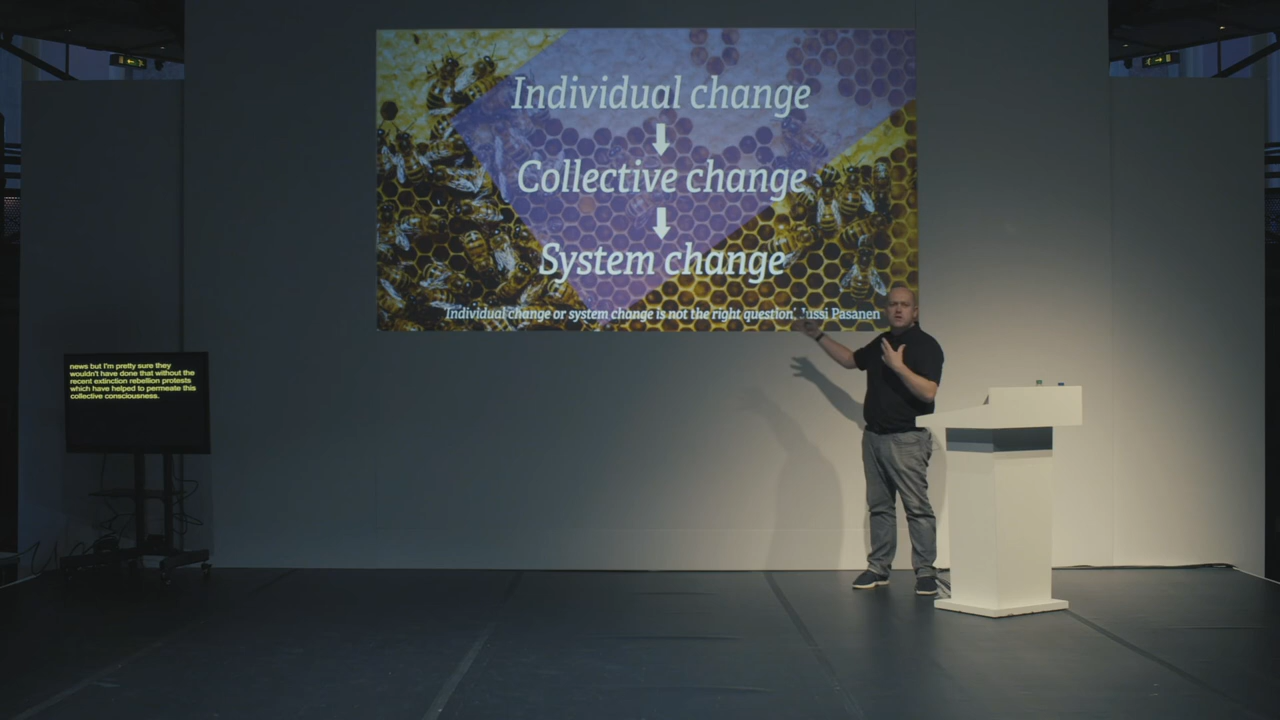 Individual change
Collective change
System change
'Individual change or system change is not the right question.' Jussi Pasanen
news but I'm pretty sure they
wouldn't have done that without the
recent extinction rebellion protests
which have helped to permeate this
collective consciousness.